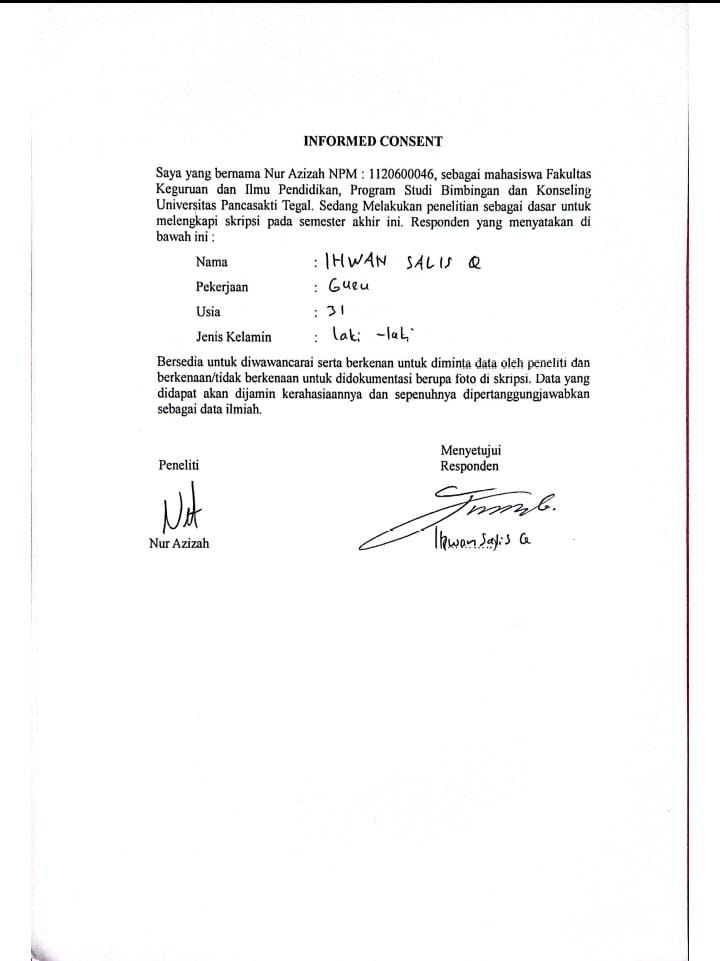 INFORMED CONSENT
Saya yang bernama Nur Azizah NPM : 1120600046, sebagai mahasiswa Fakultas
Keguruan dan Ilmu Pendidikan, Program Studi Bimbingan dan Konseling
Universitas Pancasakti Tegal. Sedang Melakukan penelitian sebagai dasar untuk
melengkapi skripsi pada semester akhir ini. Responden yang menyatakan di
bawah ini :
Nama : IHWAN SALIS Q
Pekerjaan : Guru
Usia : 31
Jenis Kelamin : laki -laki
Bersedia untuk diwawancarai serta berkenan untuk diminta data oleh peneliti dan
berkenaan/tidak berkenaan untuk didokumentasi berupa foto di skripsi. Data yang
didapat akan dijamin kerahasiaannya dan sepenuhnya dipertanggungjawabkan
sebagai data ilmiah.
Menyetujui
Peneliti Responden
Nur Azizah Ihwan Salis Q